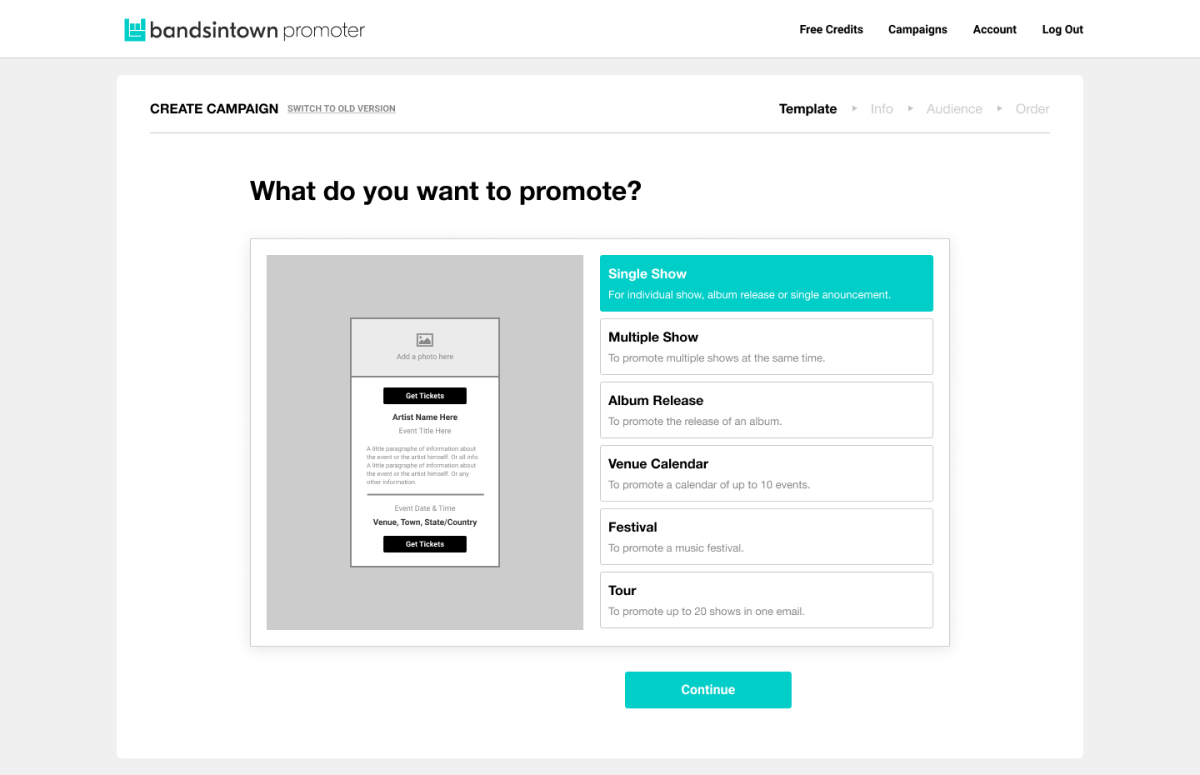 bandsintown promoter
Free Credits
Campaigns
Account
Log Out
CREATE CAMPAIGN
SWITCH TO OLD VERSION
Template
Info
Audience
Order
What do you want to promote?
Add a photo here
Get Tickets
Artist Name Here
Event Title Here
A little paragraphe of information about
the event or the artist himself. Or all info.
A little paragraphe of information about
the event or the artist himself. Or any
other information.
Event Date & Time
Venue, Town, State/Country
Get Tickets
Single Show
For individual show, album release or single anouncement.
Multiple Show
To promote multiple shows at the same time.
Album Release
To promote the release of an album.
Venue Calendar
To promote a calendar of up to 10 events.
Festival
To promote a music festival.
Tour
To promote up to 20 shows in one email.
Continue